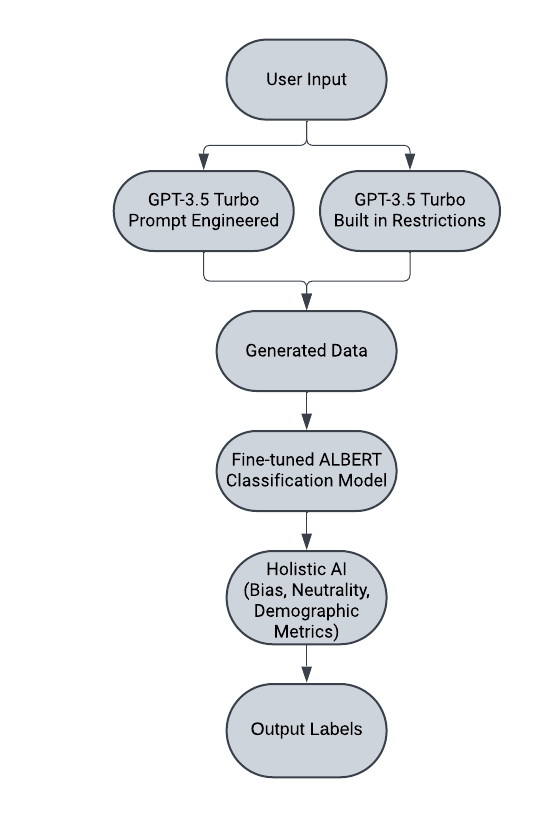 User Input
GPT-3.5 Turbo
Prompt Engineered
GPT-3.5 Turbo
Built in Restrictions
Generated Data
Fine-tuned ALBERT
Classification Model
Holistic AI
(Bias, Neutrality,
Demographic
Metrics)
Output Labels